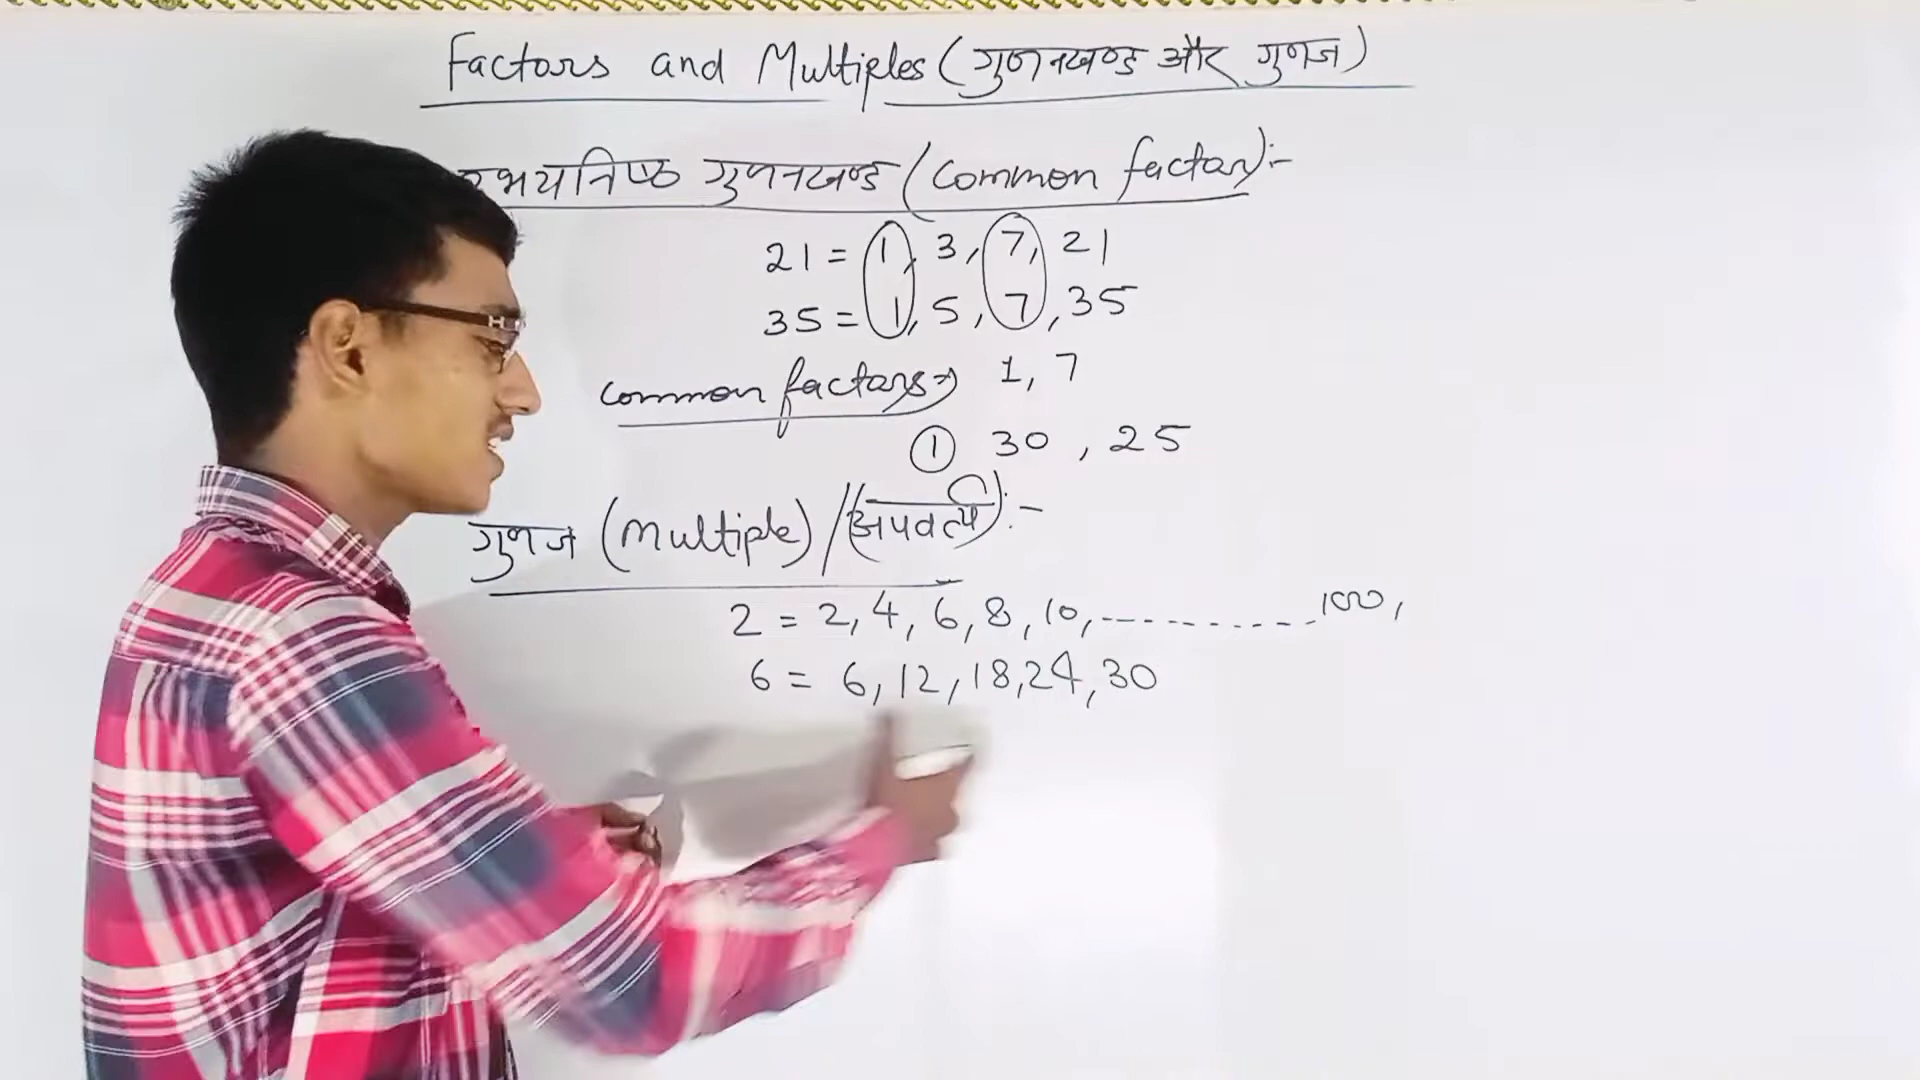 Factors and Multiples (गुणनखण्ड और गुणज)
उभयनिष्ठ गुणनखण्ड (Common factor):-
21 = 1, 3, 7, 21
35 = 1, 5, 7, 35
Common factors⇒ 1, 7
① 30 , 25
गुणज (Multiple) / (अपवर्त्य):-
2 = 2, 4, 6, 8, 10, ----------- 100,
6 = 6, 12, 18, 24, 30